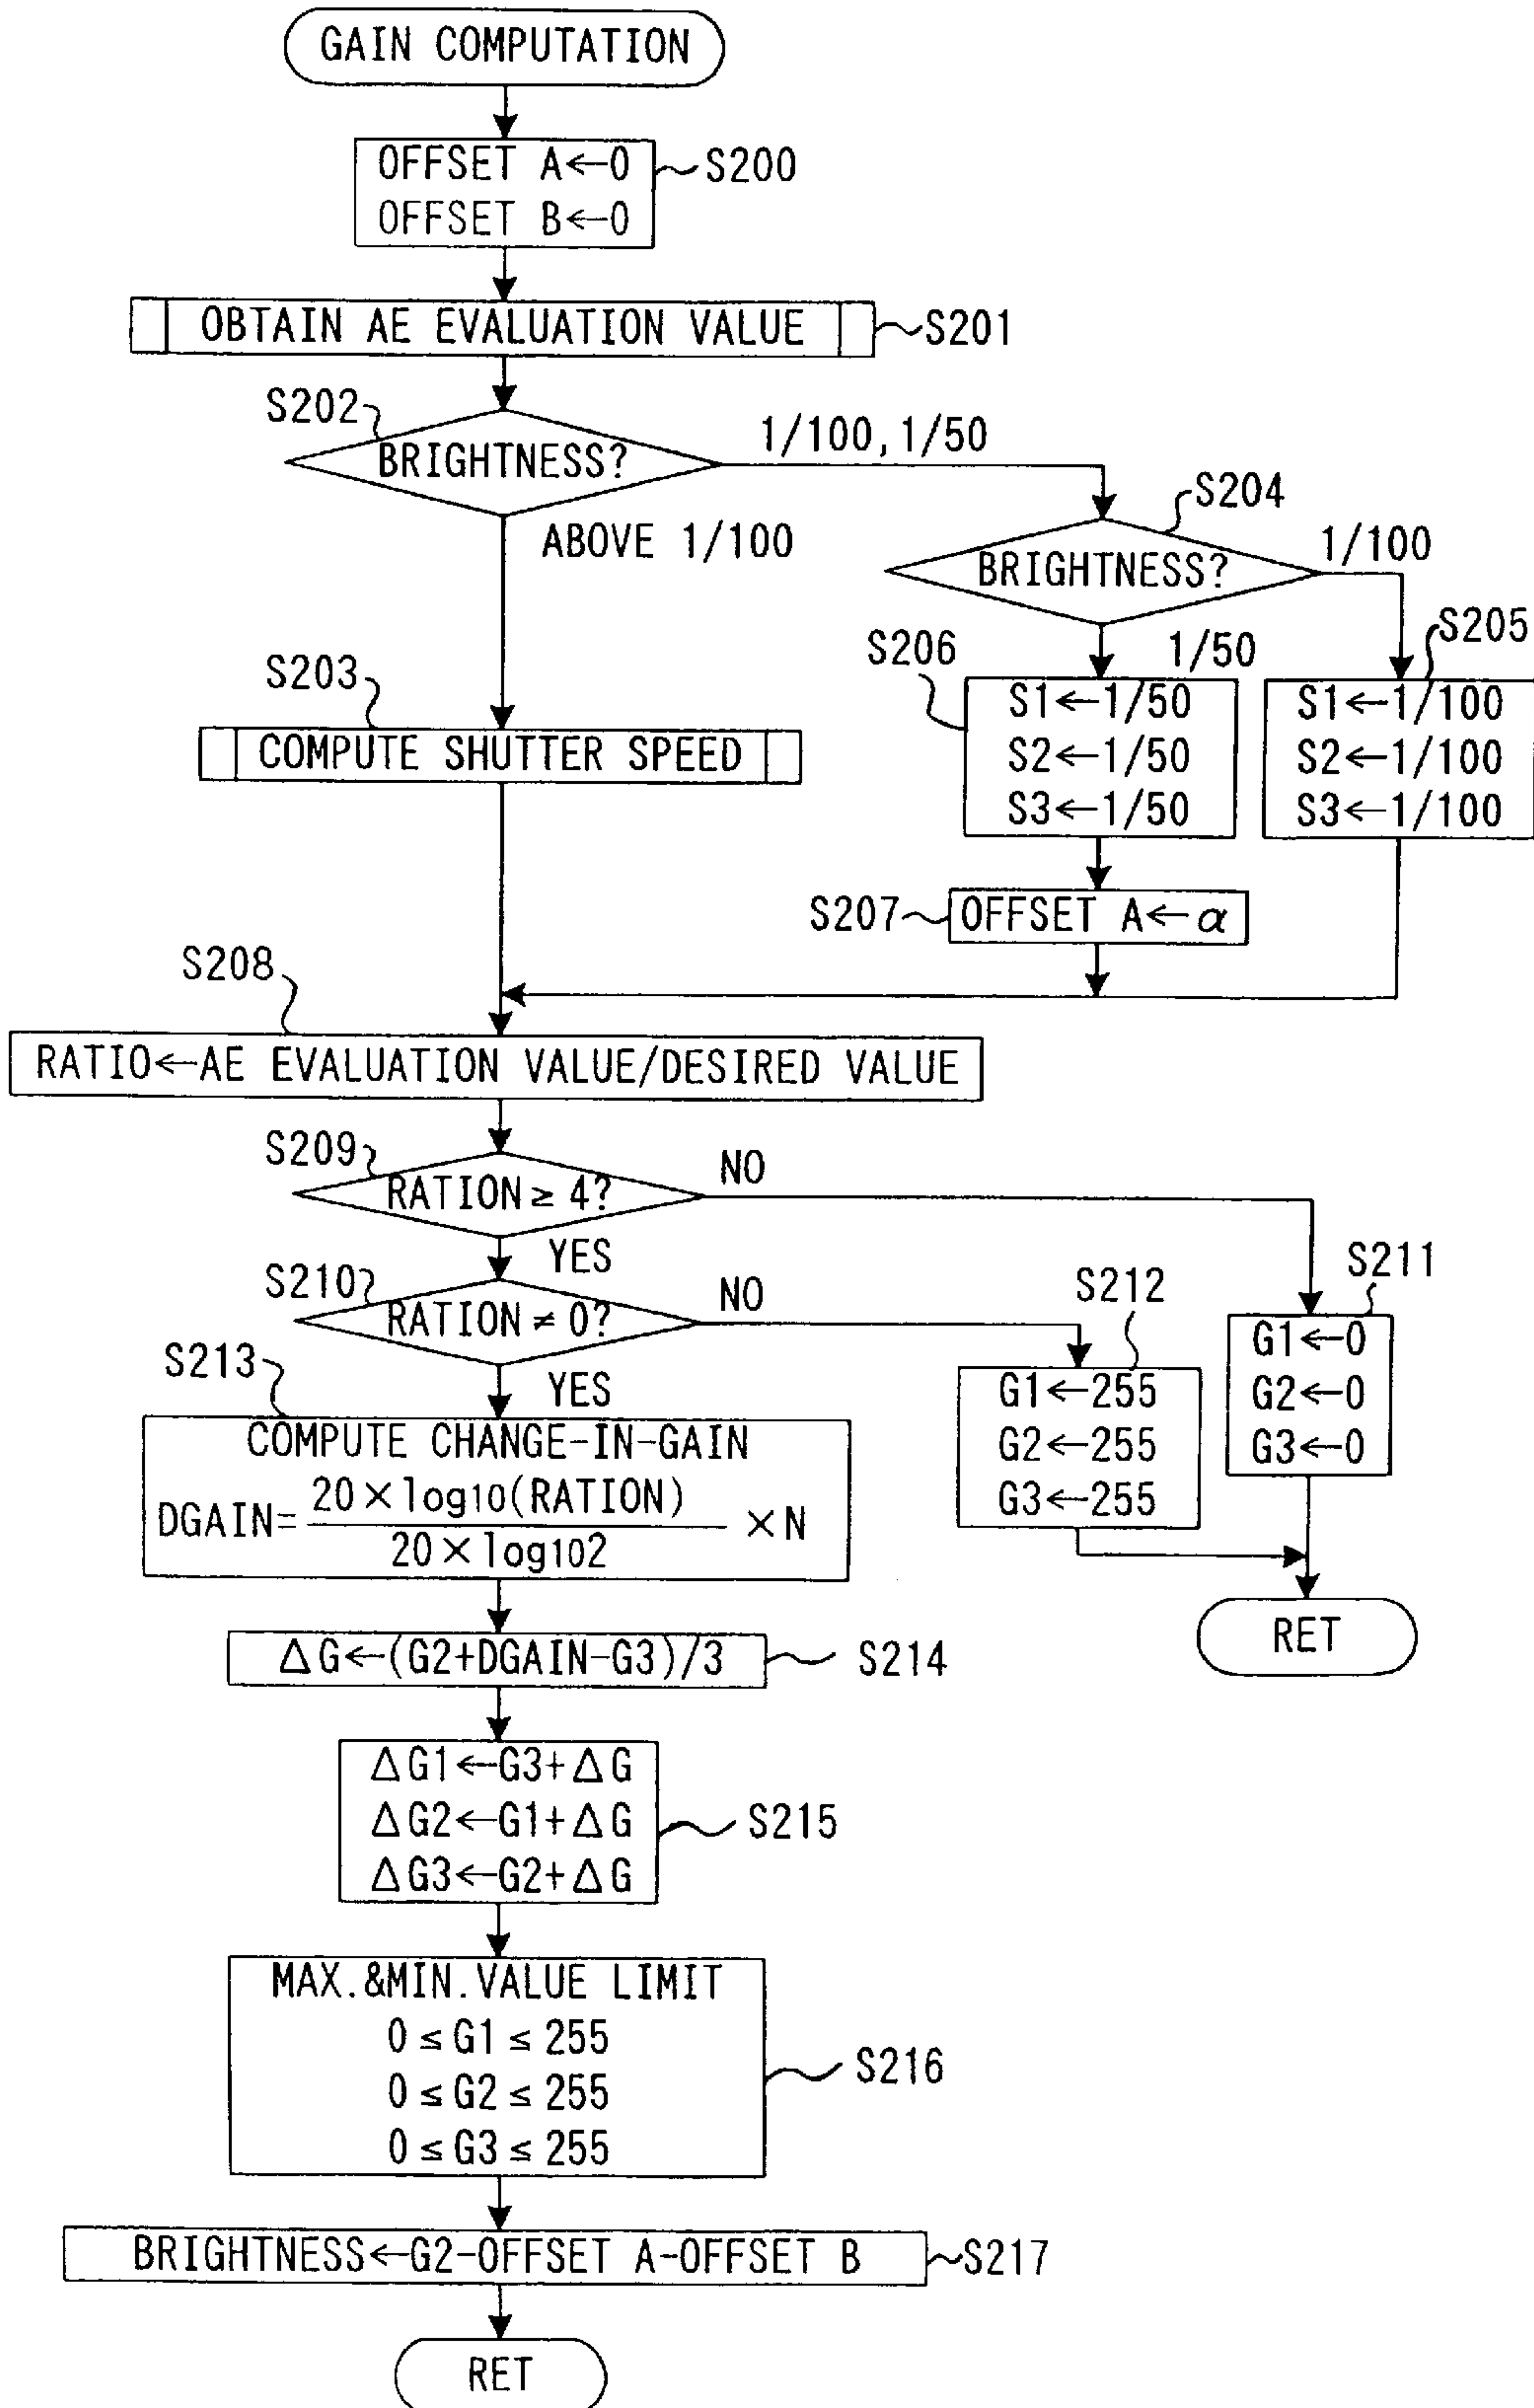 GAIN COMPUTATION
OFFSET A←0
OFFSET B←0
S200
OBTAIN AE EVALUATION VALUE
S201
S202
BRIGHTNESS?
1/100, 1/50
ABOVE 1/100
S204
BRIGHTNESS?
1/100
1/50
S203
COMPUTE SHUTTER SPEED
S206
S1←1/50
S2←1/50
S3←1/50
S205
S1←1/100
S2←1/100
S3←1/100
S207
OFFSET A←α
S208
RATIO←AE EVALUATION VALUE/DESIRED VALUE
S209
RATION ≥ 4?
NO
YES
S210
RATION ≠ 0?
NO
YES
S211
G1←0
G2←0
G3←0
S212
G1←255
G2←255
G3←255
RET
S213
COMPUTE CHANGE-IN-GAIN
20×log10(RATION)
DGAIN= ×N
20×log102
ΔG←(G2+DGAIN-G3)/3
S214
ΔG1←G3+ΔG
ΔG2←G1+ΔG
ΔG3←G2+ΔG
S215
MAX.&MIN.VALUE LIMIT
0 ≤ G1 ≤ 255
0 ≤ G2 ≤ 255
0 ≤ G3 ≤ 255
S216
BRIGHTNESS←G2-OFFSET A-OFFSET B
S217
RET